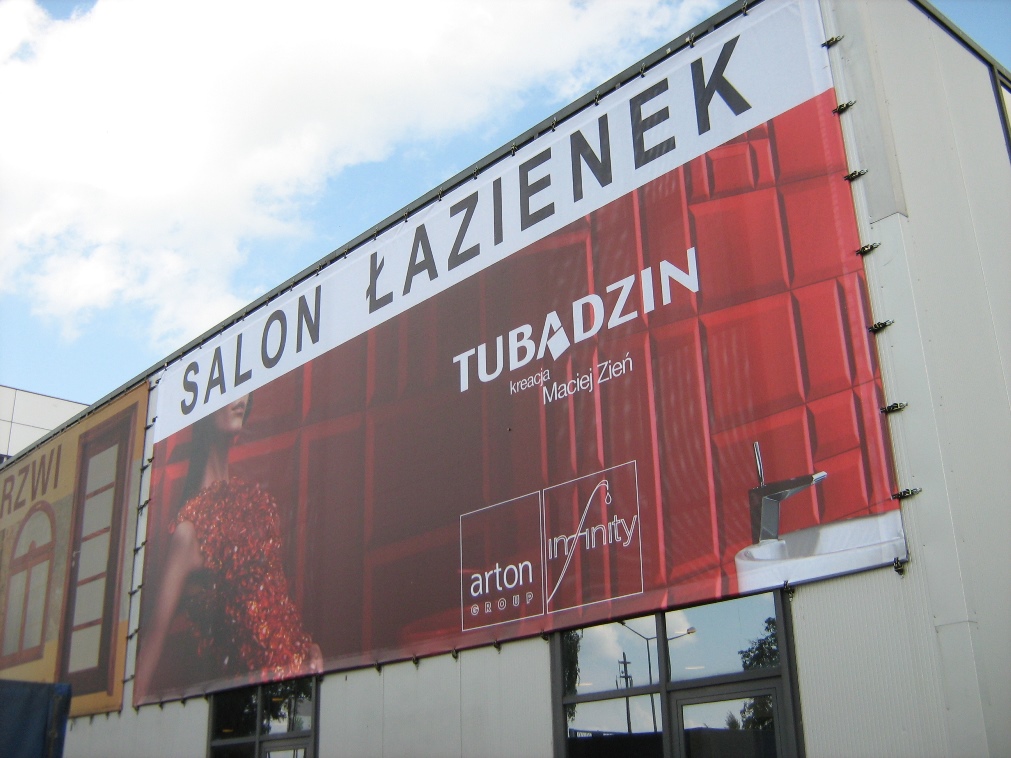 SALON ŁAZIENEK
TUBADZIN
kreacja Maciej Zień
arton
GROUP
infinity
RZWI